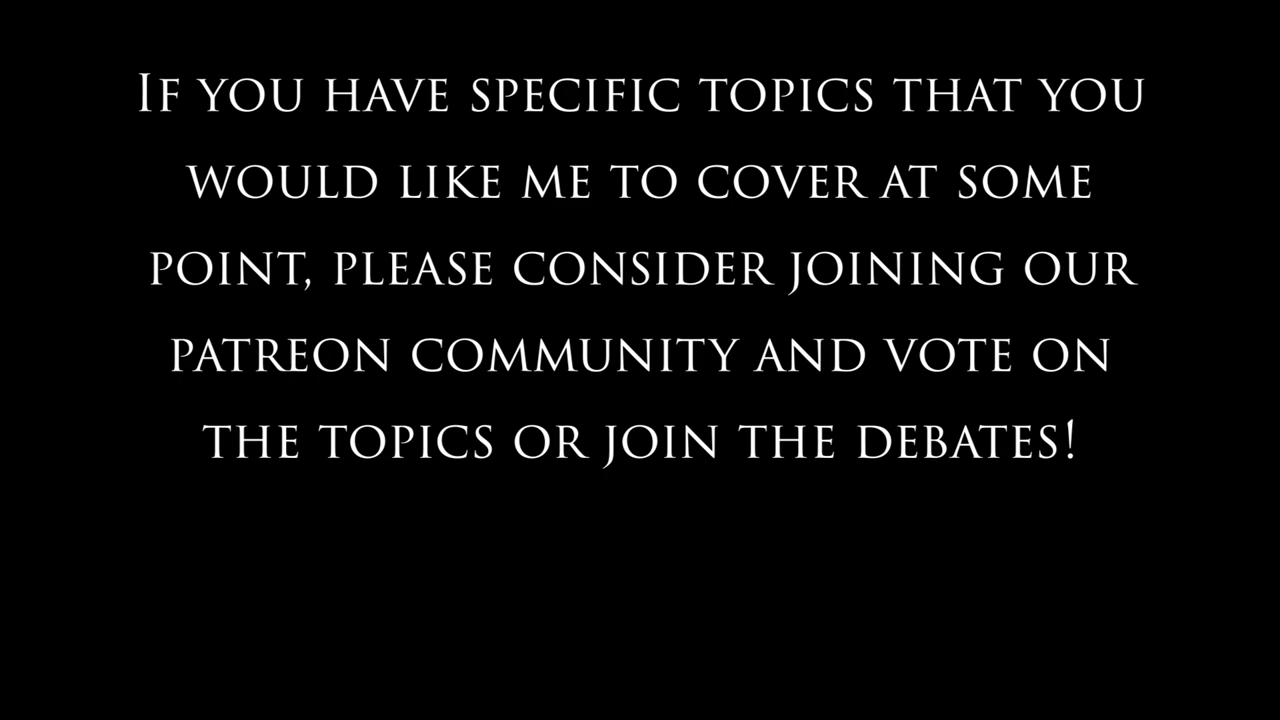 If you have specific topics that you
would like me to cover at some
point, please consider joining our
patreon community and vote on
the topics or join the debates!